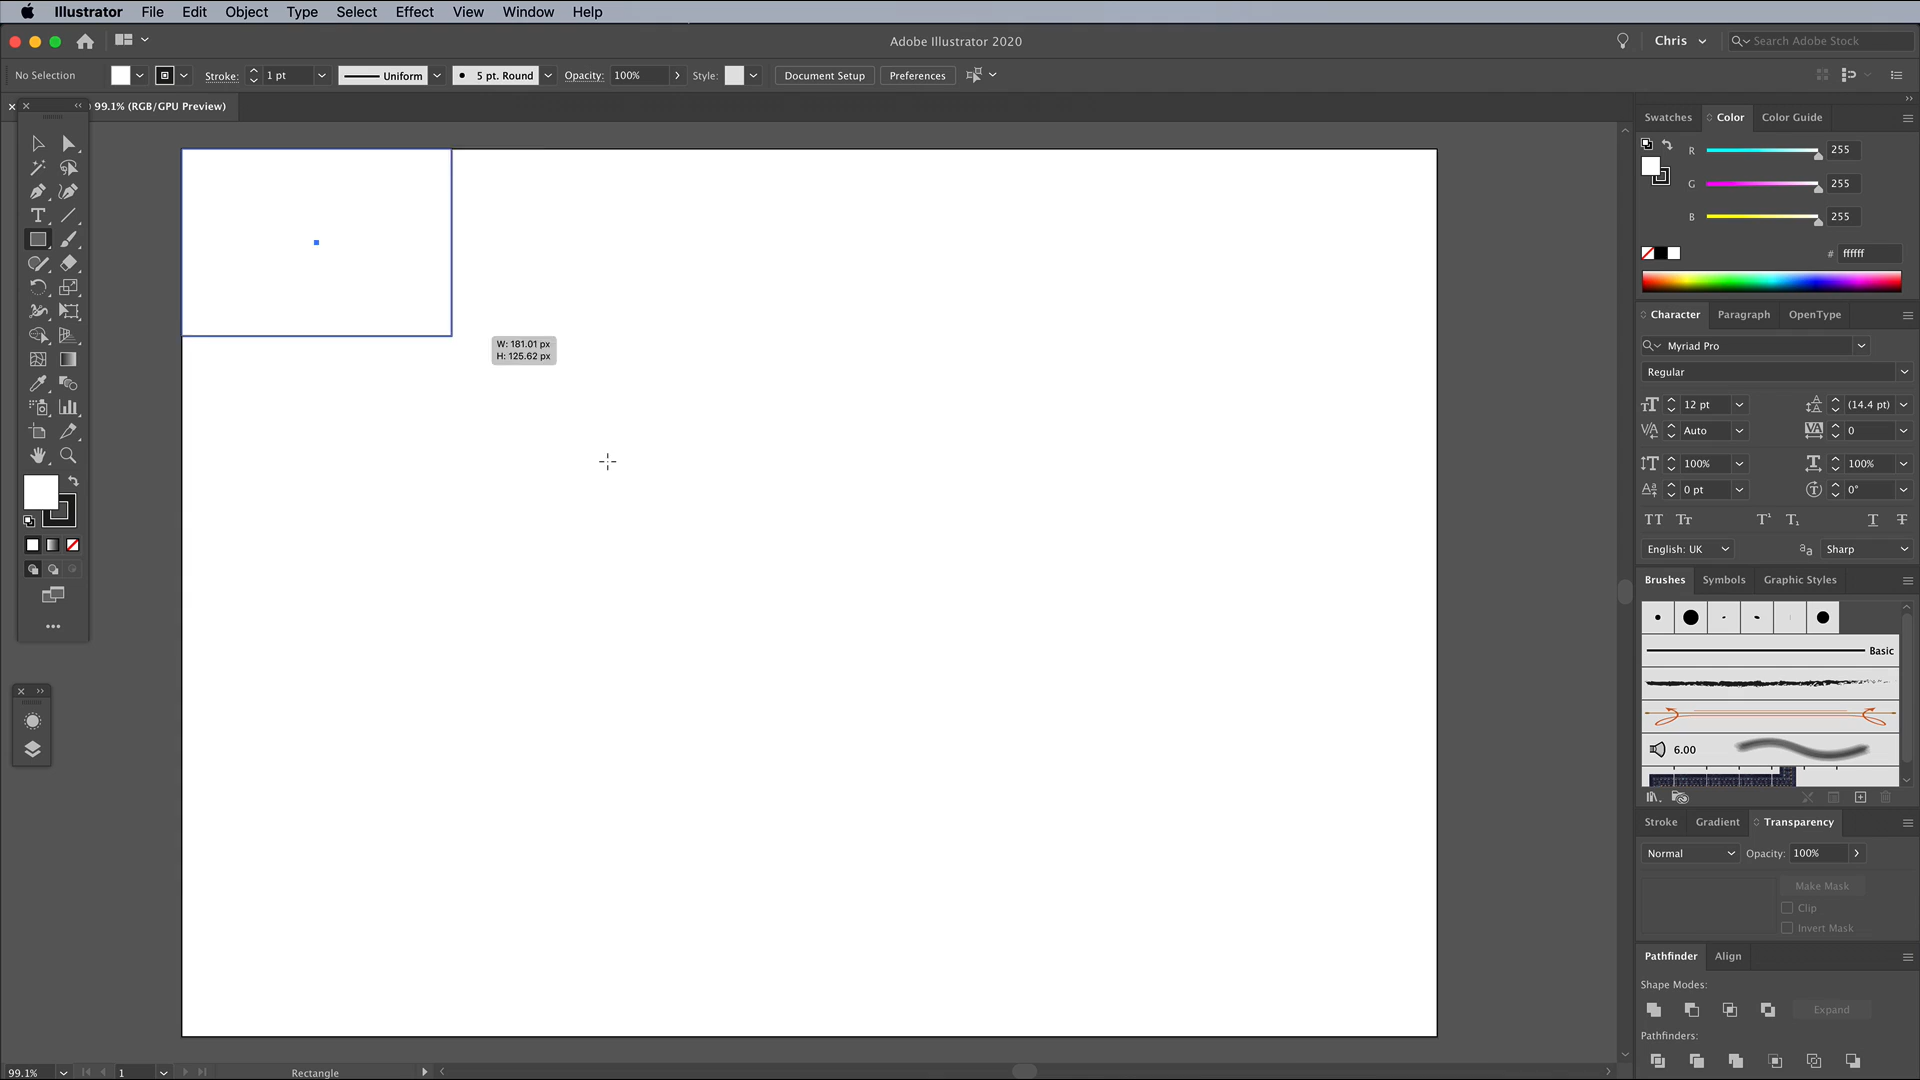 Illustrator File Edit Object Type Select Effect View Window Help
Adobe Illustrator 2020
Chris
Search Adobe Stock
No Selection
Stroke: 1 pt
Uniform
5 pt. Round
Opacity: 100%
Style:
Document Setup
Preferences
99.1% (RGB/GPU Preview)
Swatches Color Color Guide
R 255
G 255
B 255
# ffffff
W: 181.01 px
H: 125.62 px
Character Paragraph OpenType
Myriad Pro
Regular
12 pt (14.4 pt)
Auto 0
100% 100%
0 pt 0°
English: UK Sharp
Brushes Symbols Graphic Styles
Basic
6.00
Stroke Gradient Transparency
Normal Opacity: 100%
Make Mask
Clip
Invert Mask
Pathfinder Align
Shape Modes:
Expand
Pathfinders:
99.1% 1 Rectangle